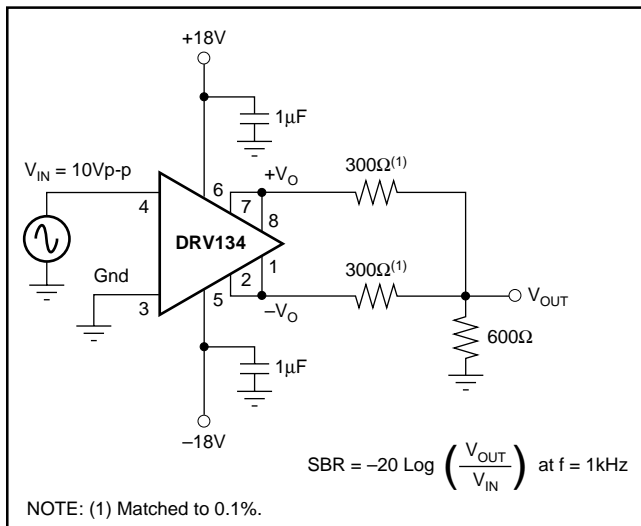 +18V
1μF
V_IN = 10Vp-p
+V_O
300Ω(1)
6
7
4
8
DRV134
Gnd
1
2
3
5
–V_O
300Ω(1)
V_OUT
600Ω
1μF
–18V
SBR = –20 Log (V_OUT / V_IN) at f = 1kHz
NOTE: (1) Matched to 0.1%.